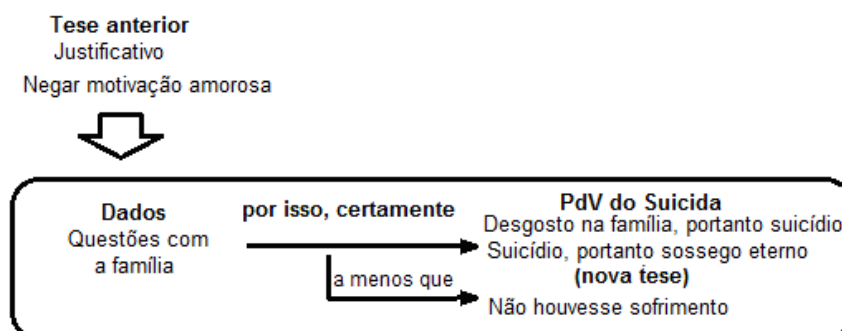 Tese anterior
Justificativo
Negar motivação amorosa
Dados
Questões com
a família
por isso, certamente
a menos que
PdV do Suicida
Desgosto na família, portanto suicídio
Suicídio, portanto sossego eterno
(nova tese)
Não houvesse sofrimento